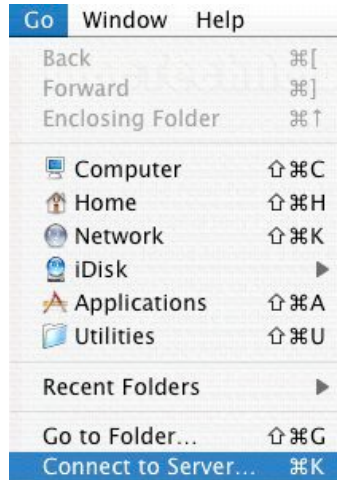 Go Window Help
Back ⌘[
Forward ⌘]
Enclosing Folder ⌘↑
Computer ⇧⌘C
Home ⇧⌘H
Network ⇧⌘K
iDisk ▶
Applications ⇧⌘A
Utilities ⇧⌘U
Recent Folders ▶
Go to Folder... ⇧⌘G
Connect to Server... ⌘K